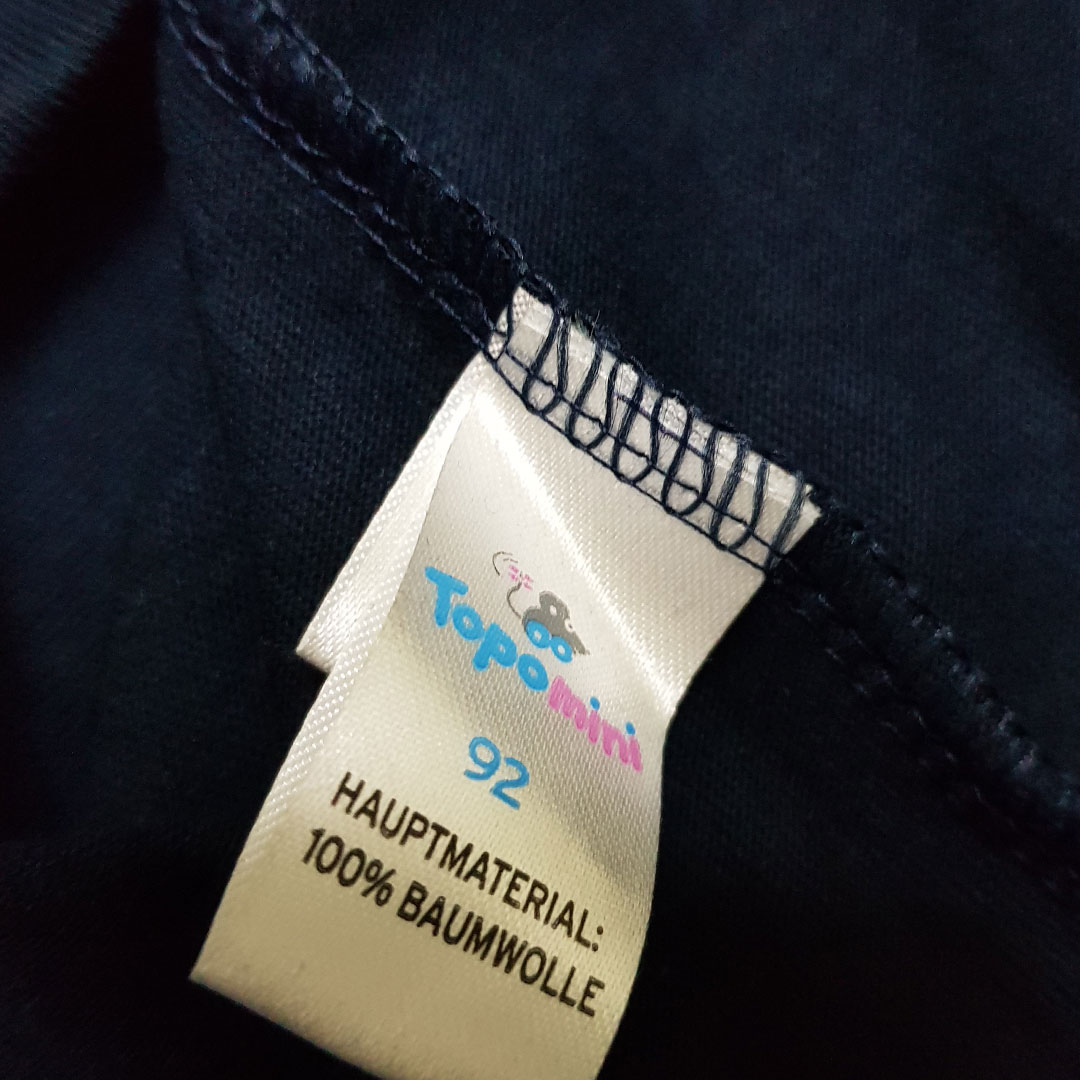 Topomini
92
HAUPTMATERIAL:
100% BAUMWOLLE